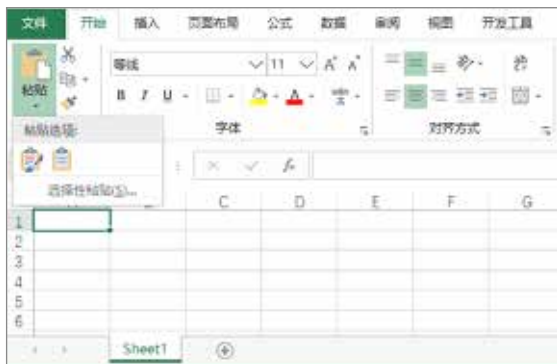 文件 开始 插入 页面布局 公式 数据 审阅 视图 开发工具
等线 11 A A
粘贴
B I U A
字体 对齐方式
粘贴选项:
fx
选择性粘贴(S)...
C D E F G
1
2
3
4
5
6
Sheet1